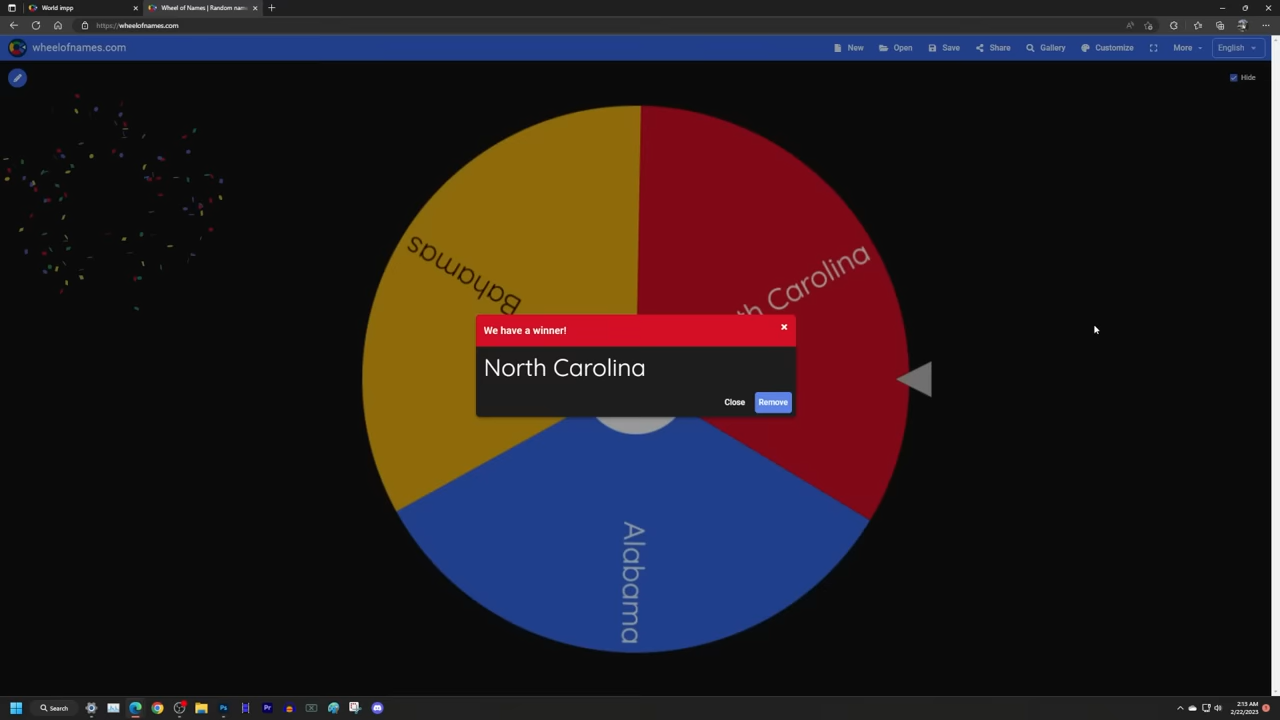 World impp
Wheel of Names | Random nam
https://wheelofnames.com
wheelofnames.com
New
Open
Save
Share
Gallery
Customize
More
English
Hide
Bahamas
th Carolina
We have a winner!
North Carolina
Close
Remove
Alabama
Search
2:13 AM
2/22/2023